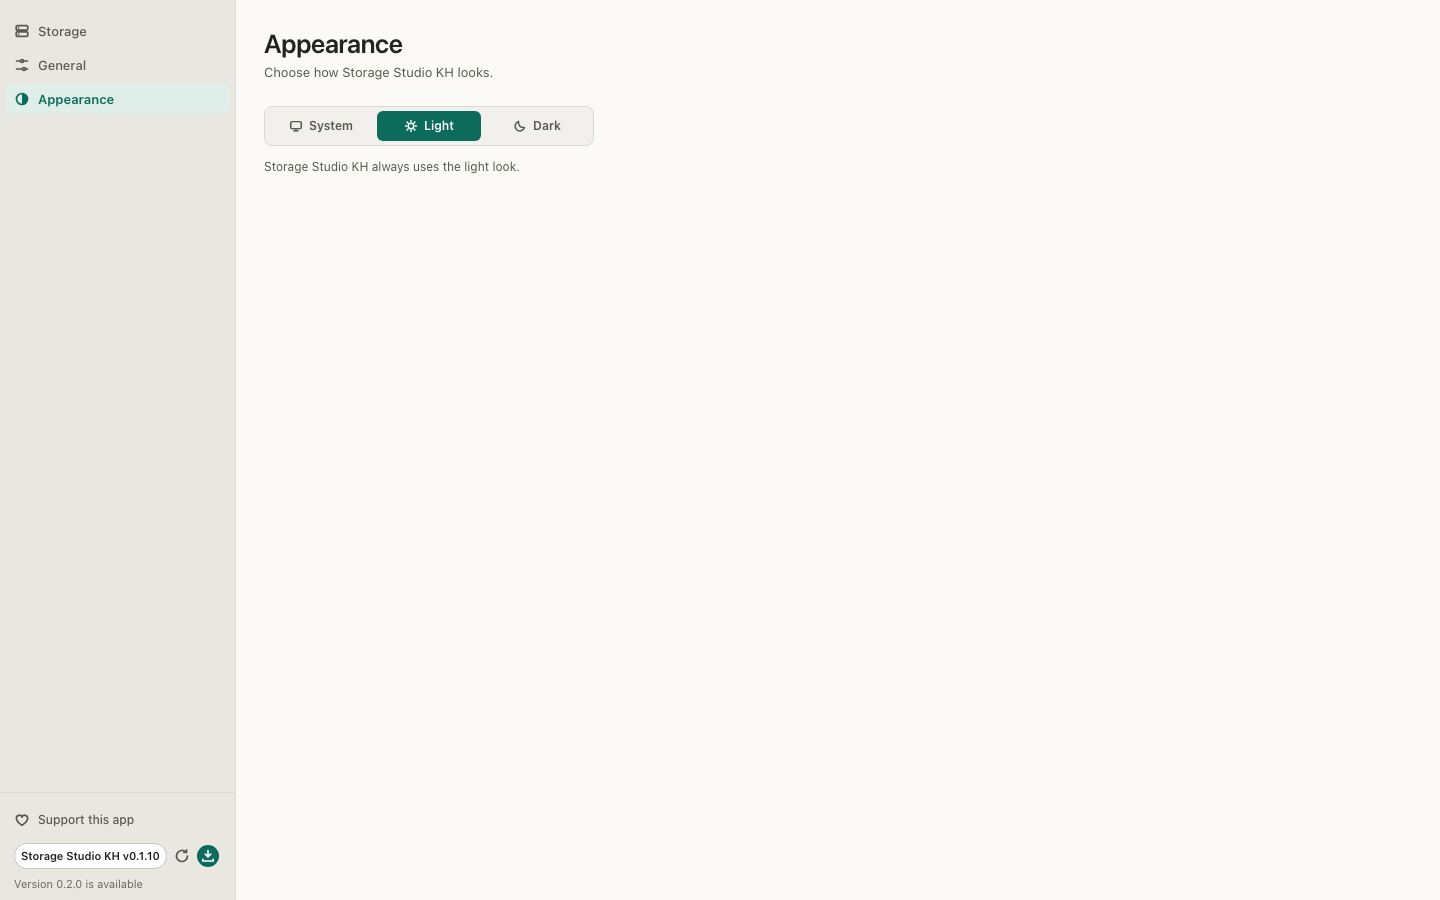 Storage
General
Appearance
Appearance
Choose how Storage Studio KH looks.
System
Light
Dark
Storage Studio KH always uses the light look.
Support this app
Storage Studio KH v0.1.10
Version 0.2.0 is available